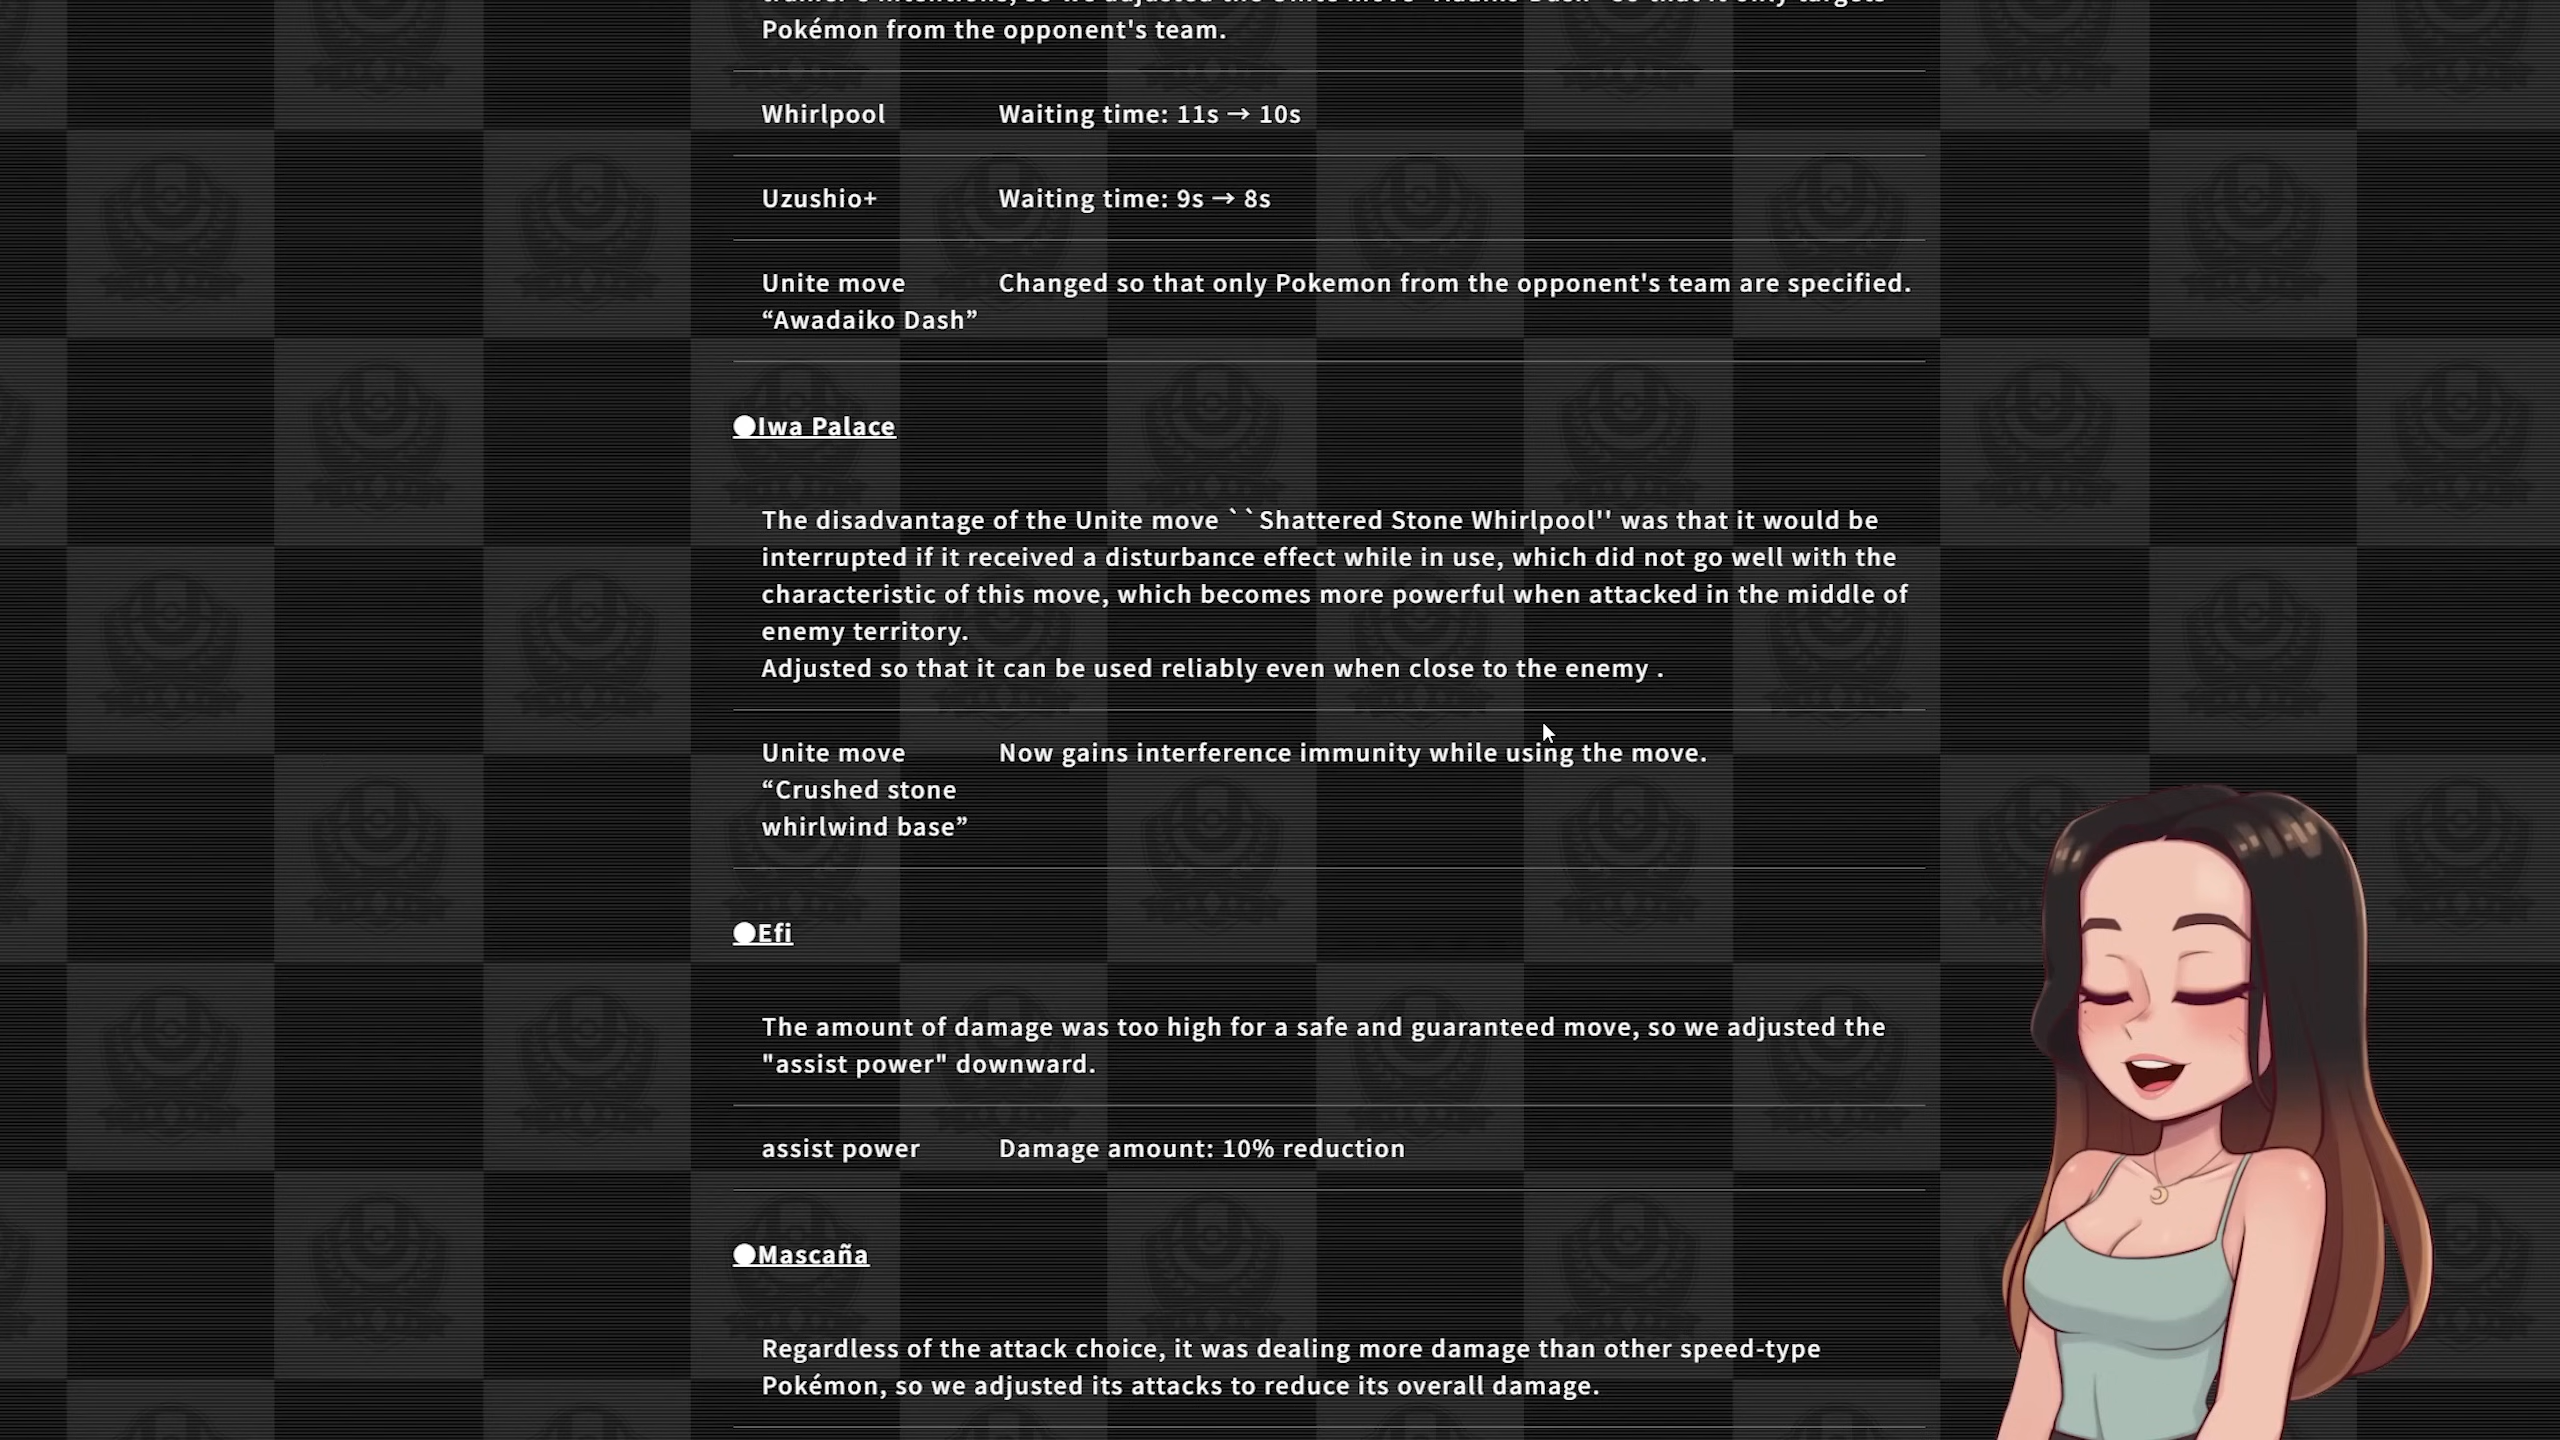 Pokémon from the opponent's team.
Whirlpool Waiting time: 11s → 10s
Uzushio+ Waiting time: 9s → 8s
Unite move Changed so that only Pokemon from the opponent's team are specified.
“Awadaiko Dash”
●Iwa Palace
The disadvantage of the Unite move ``Shattered Stone Whirlpool'' was that it would be
interrupted if it received a disturbance effect while in use, which did not go well with the
characteristic of this move, which becomes more powerful when attacked in the middle of
enemy territory.
Adjusted so that it can be used reliably even when close to the enemy .
Unite move Now gains interference immunity while using the move.
“Crushed stone
whirlwind base”
●Efi
The amount of damage was too high for a safe and guaranteed move, so we adjusted the
"assist power" downward.
assist power Damage amount: 10% reduction
●Mascaña
Regardless of the attack choice, it was dealing more damage than other speed-type
Pokémon, so we adjusted its attacks to reduce its overall damage.